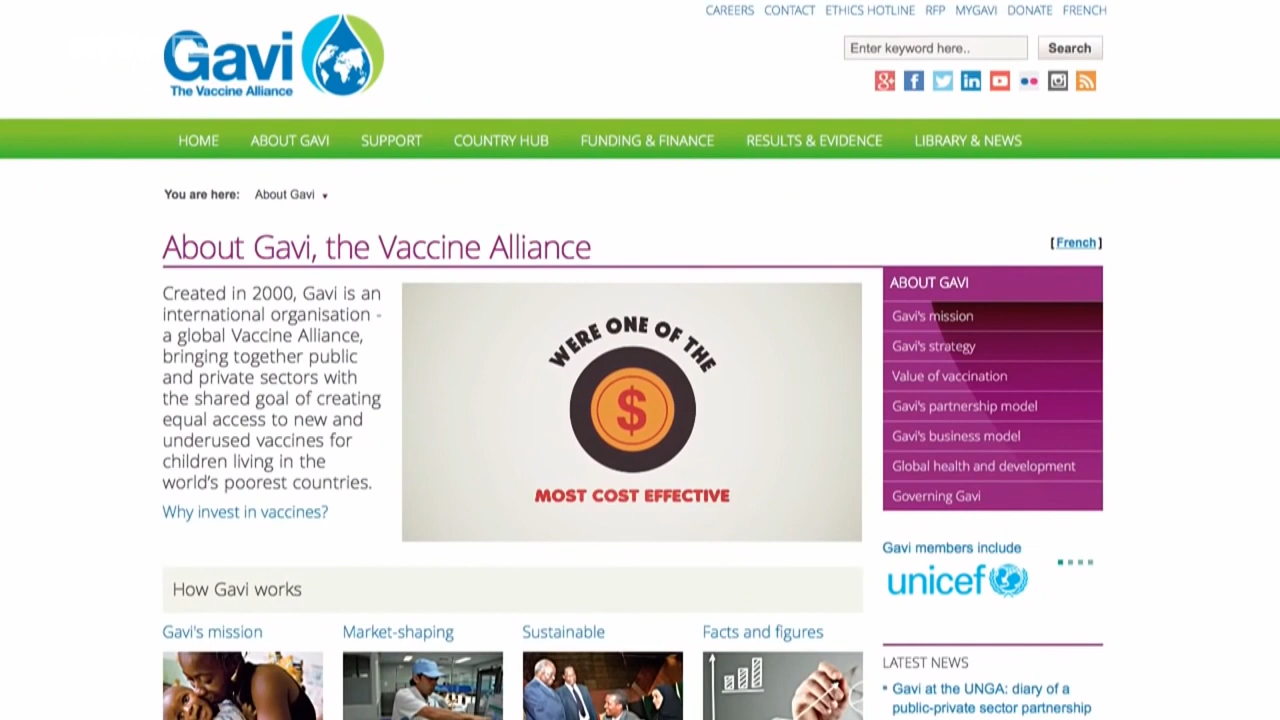 CAREERS CONTACT ETHICS HOTLINE RFP MYGAVI DONATE FRENCH
Gavi
The Vaccine Alliance
Enter keyword here..
Search
HOME ABOUT GAVI SUPPORT COUNTRY HUB FUNDING & FINANCE RESULTS & EVIDENCE LIBRARY & NEWS
You are here: About Gavi
About Gavi, the Vaccine Alliance
[ French ]
Created in 2000, Gavi is an
international organisation -
a global Vaccine Alliance,
bringing together public
and private sectors with
the shared goal of creating
equal access to new and
underused vaccines for
children living in the
world's poorest countries.
Why invest in vaccines?
WERE ONE OF THE
$
MOST COST EFFECTIVE
ABOUT GAVI
Gavi's mission
Gavi's strategy
Value of vaccination
Gavi's partnership model
Gavi's business model
Global health and development
Governing Gavi
Gavi members include
unicef
How Gavi works
Gavi's mission
Market-shaping
Sustainable
Facts and figures
LATEST NEWS
Gavi at the UNGA: diary of a
public-private sector partnership